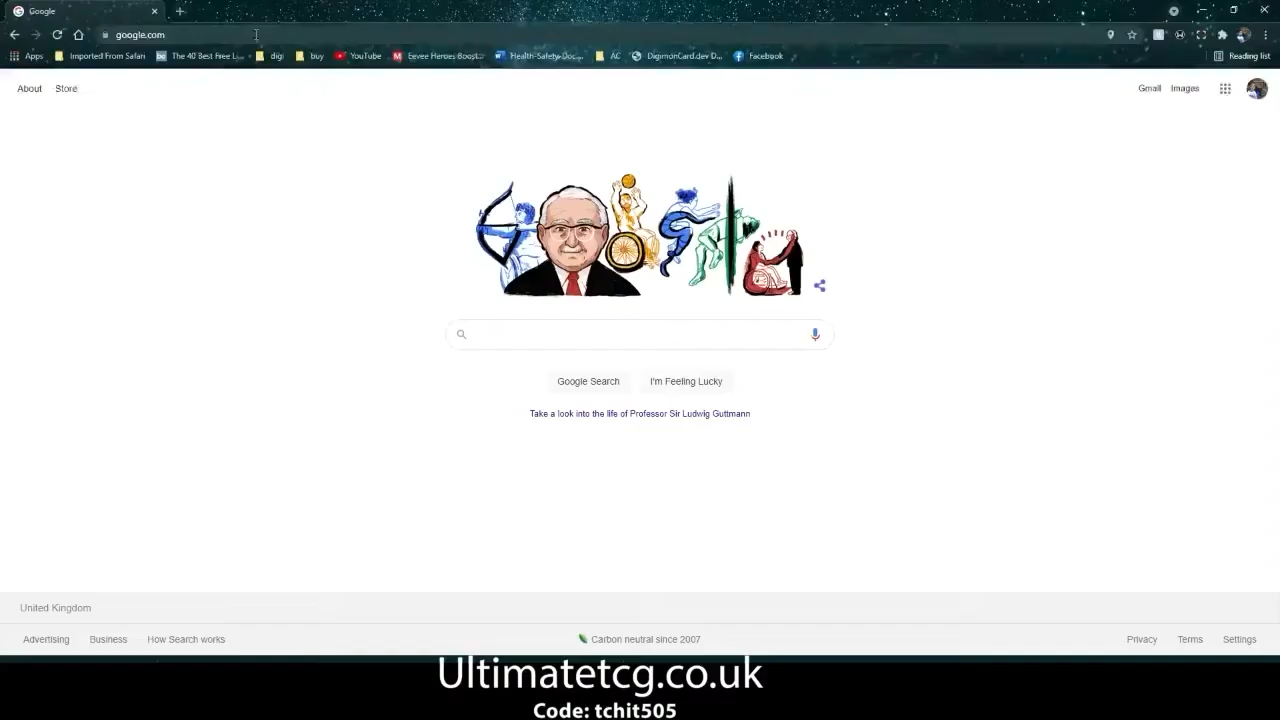 Google
google.com
Apps Imported From Safari The 40 Best Free L... digi buy YouTube Eevee Heroes Boost... Health-Safety-Doc... AC DigimonCard.dev D... Facebook Reading list
About Store Gmail Images
Google Search I'm Feeling Lucky
Take a look into the life of Professor Sir Ludwig Guttmann
United Kingdom
Advertising Business How Search works Carbon neutral since 2007 Privacy Terms Settings
Ultimatetcg.co.uk
Code: tchit505